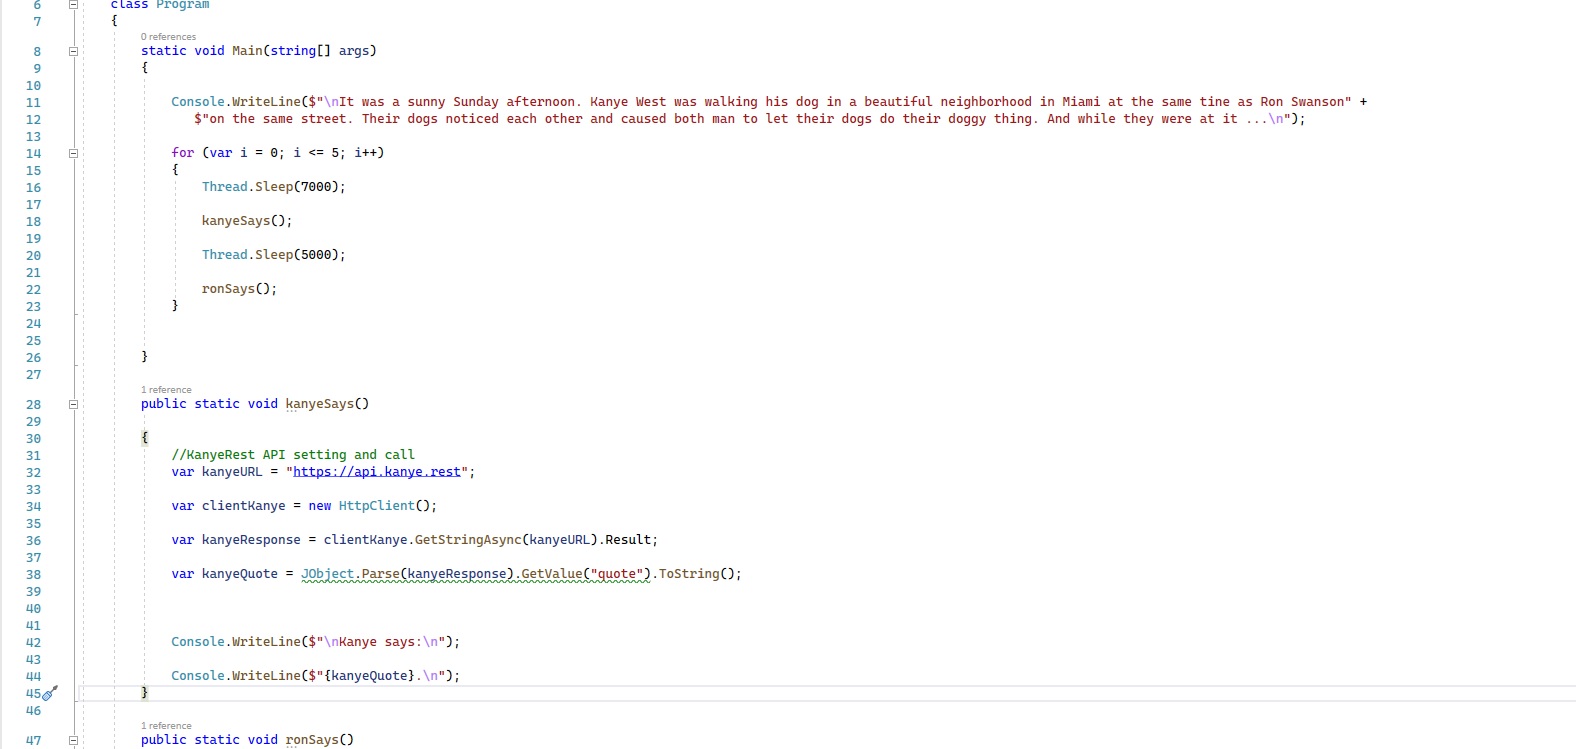 6 class Program
7 {
0 references
8 static void Main(string[] args)
9 {
10
11 Console.WriteLine($"\nIt was a sunny Sunday afternoon. Kanye West was walking his dog in a beautiful neighborhood in Miami at the same tine as Ron Swanson" +
12 $"on the same street. Their dogs noticed each other and caused both man to let their dogs do their doggy thing. And while they were at it ...\n");
13
14 for (var i = 0; i <= 5; i++)
15 {
16 Thread.Sleep(7000);
17
18 kanyeSays();
19
20 Thread.Sleep(5000);
21
22 ronSays();
23 }
24
25
26 }
27
1 reference
28 public static void kanyeSays()
29
30 {
31 //KanyeRest API setting and call
32 var kanyeURL = "https://api.kanye.rest";
33
34 var clientKanye = new HttpClient();
35
36 var kanyeResponse = clientKanye.GetStringAsync(kanyeURL).Result;
37
38 var kanyeQuote = JObject.Parse(kanyeResponse).GetValue("quote").ToString();
39
40
41
42 Console.WriteLine($"\nKanye says:\n");
43
44 Console.WriteLine($"{kanyeQuote}.\n");
45 }
46
1 reference
47 public static void ronSays()